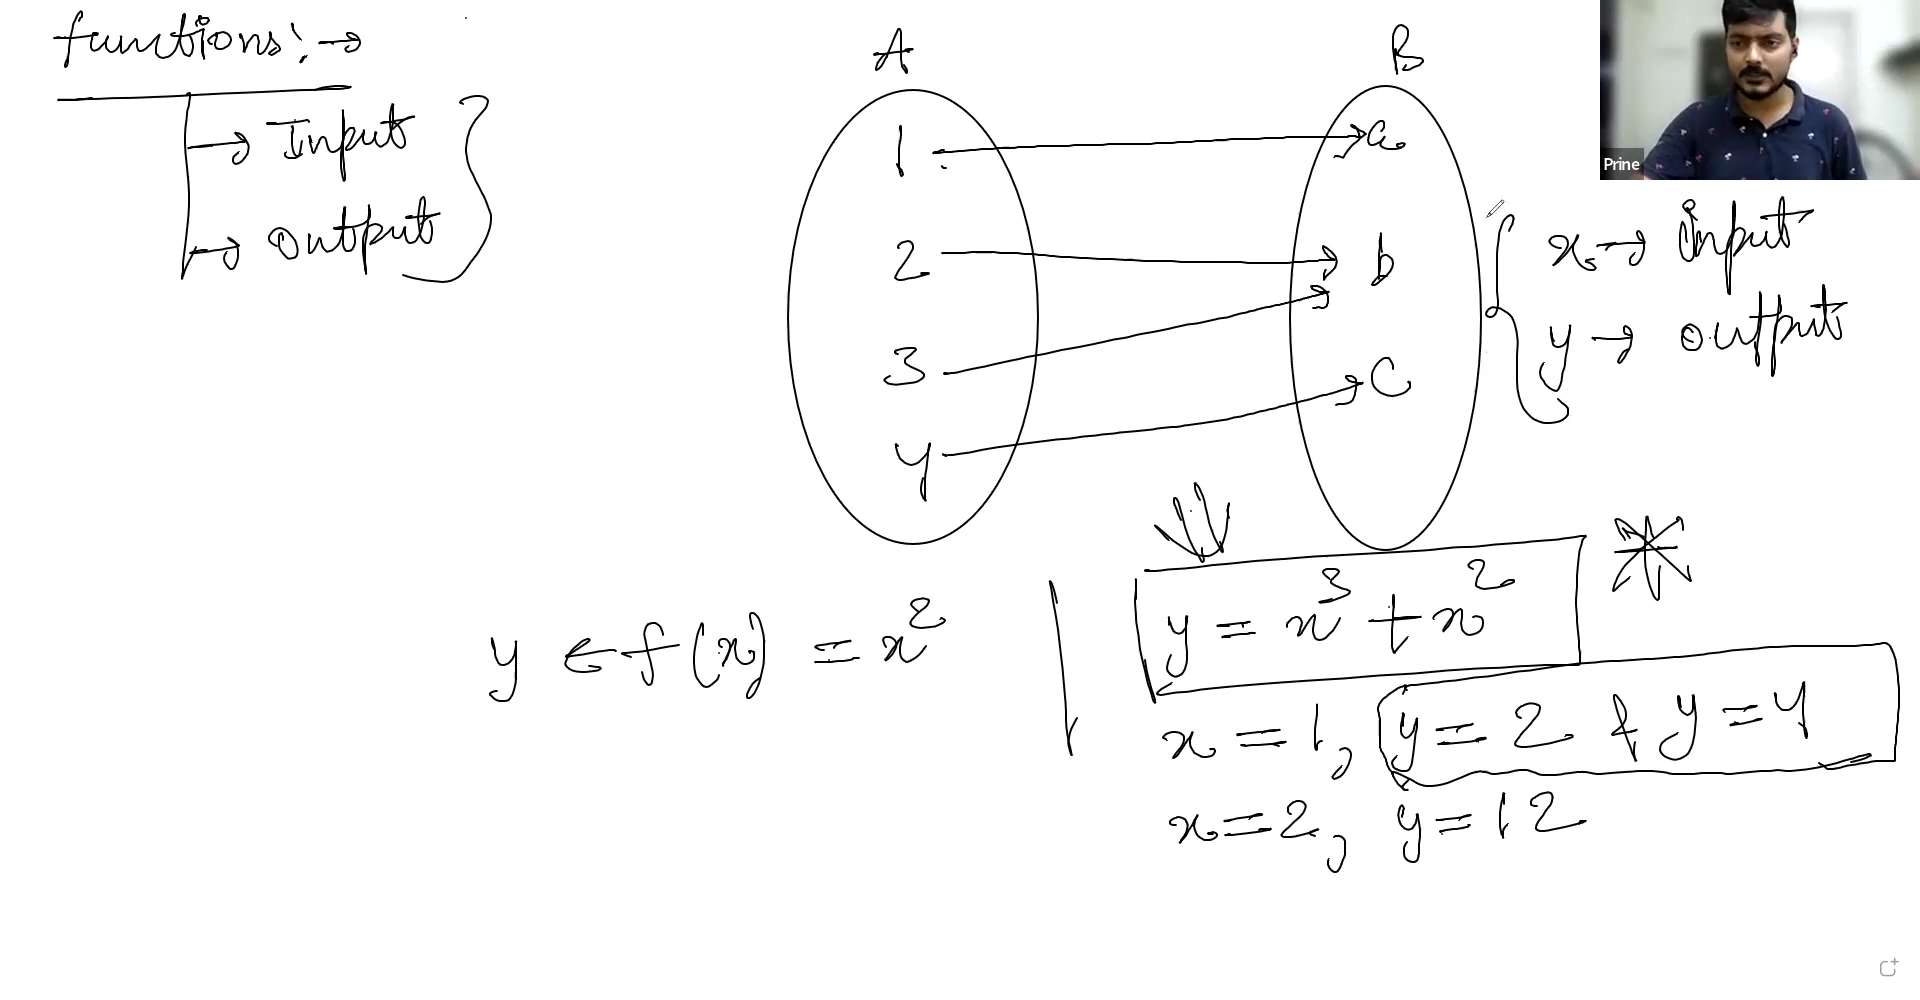 functions:→
→ Input
→ Output
A
B
1
a
2
b
3
c
4
Prine
x → input
y → output
y ← f(x) = x²
y = x³ + x²
x = 1, y = 2 & y = 4
x = 2, y = 12